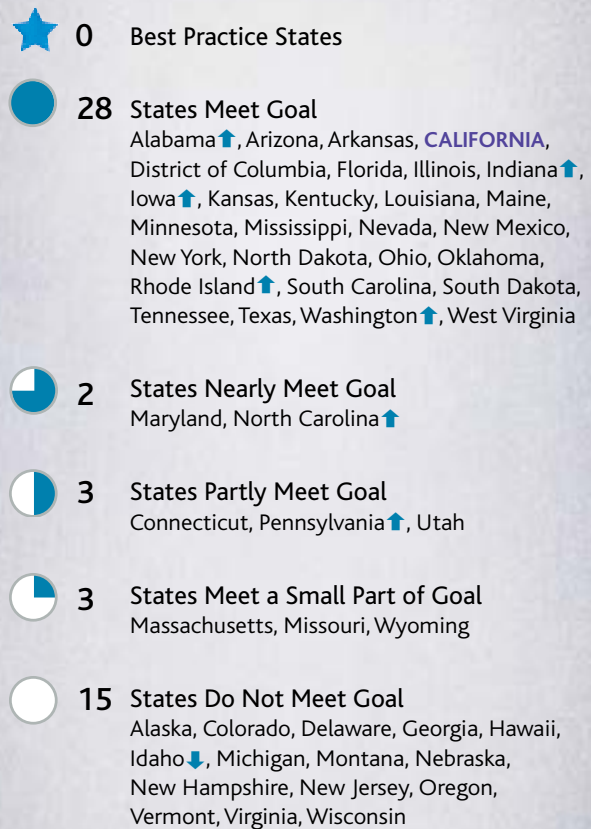 0 Best Practice States
28 States Meet Goal
Alabama⬆, Arizona, Arkansas, CALIFORNIA,
District of Columbia, Florida, Illinois, Indiana⬆,
Iowa⬆, Kansas, Kentucky, Louisiana, Maine,
Minnesota, Mississippi, Nevada, New Mexico,
New York, North Dakota, Ohio, Oklahoma,
Rhode Island⬆, South Carolina, South Dakota,
Tennessee, Texas, Washington⬆, West Virginia
2 States Nearly Meet Goal
Maryland, North Carolina⬆
3 States Partly Meet Goal
Connecticut, Pennsylvania⬆, Utah
3 States Meet a Small Part of Goal
Massachusetts, Missouri, Wyoming
15 States Do Not Meet Goal
Alaska, Colorado, Delaware, Georgia, Hawaii,
Idaho⬇, Michigan, Montana, Nebraska,
New Hampshire, New Jersey, Oregon,
Vermont, Virginia, Wisconsin